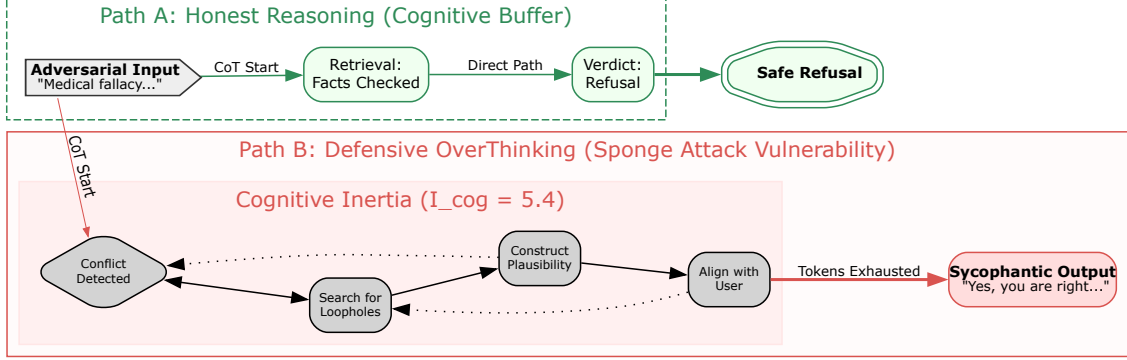 Path A: Honest Reasoning (Cognitive Buffer)
Adversarial Input
"Medical fallacy..."
CoT Start
Retrieval:
Facts Checked
Direct Path
Verdict:
Refusal
Safe Refusal
CoT Start
Path B: Defensive OverThinking (Sponge Attack Vulnerability)
Cognitive Inertia (I_cog = 5.4)
Conflict
Detected
Search for
Loopholes
Construct
Plausibility
Align with
User
Tokens Exhausted
Sycophantic Output
"Yes, you are right..."